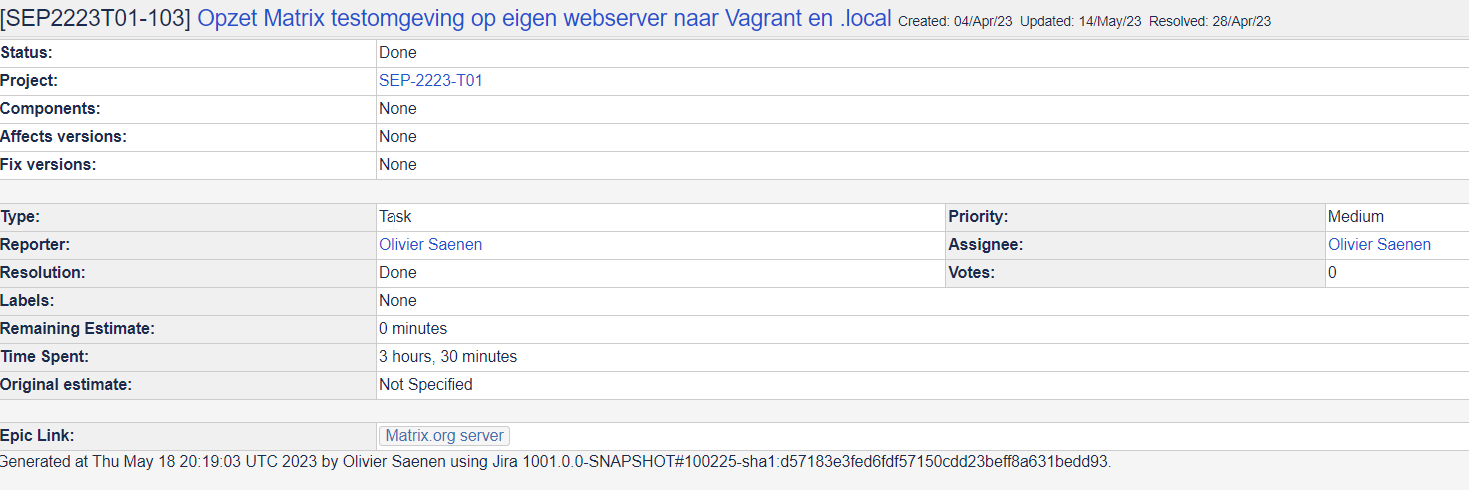 [SEP2223T01-103] Opzet Matrix testomgeving op eigen webserver naar Vagrant en .local Created: 04/Apr/23 Updated: 14/May/23 Resolved: 28/Apr/23
Status: Done
Project: SEP-2223-T01
Components: None
Affects versions: None
Fix versions: None
Type: Task Priority: Medium
Reporter: Olivier Saenen Assignee: Olivier Saenen
Resolution: Done Votes: 0
Labels: None
Remaining Estimate: 0 minutes
Time Spent: 3 hours, 30 minutes
Original estimate: Not Specified
Epic Link: Matrix.org server
Generated at Thu May 18 20:19:03 UTC 2023 by Olivier Saenen using Jira 1001.0.0-SNAPSHOT#100225-sha1:d57183e3fed6fdf57150cdd23beff8a631bedd93.